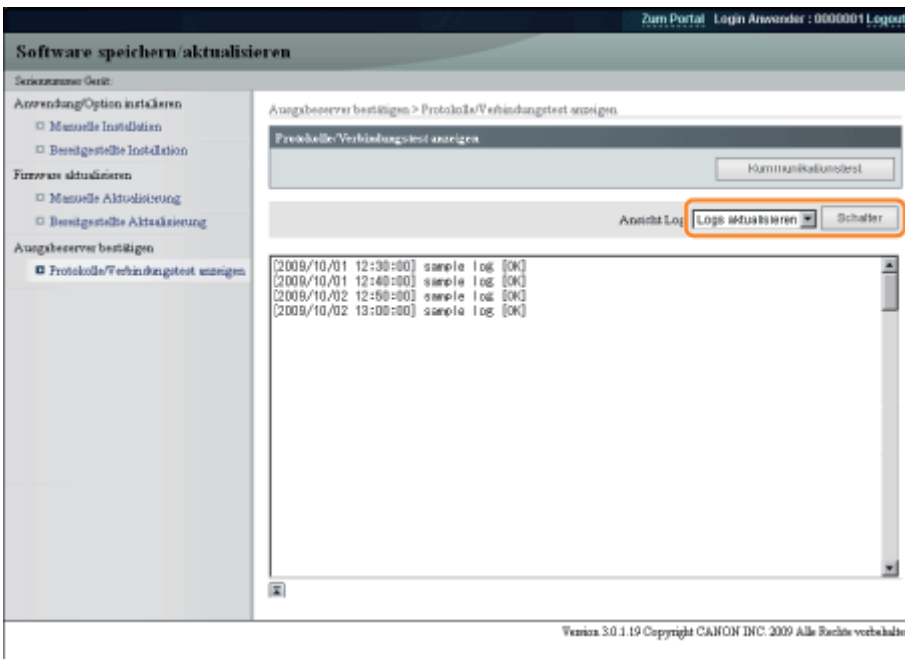 Zum Portal Login Anwender : 0000001 Logout
Software speichern/aktualisieren
Seriennummer Gerät:
Anwendung/Option installieren
Manuelle Installation
Bereitgestellte Installation
Firmware aktualisieren
Manuelle Aktualisierung
Bereitgestellte Aktualisierung
Ausgabeserver bestätigen
Protokolle/Verbindungstest anzeigen
Ausgabeserver bestätigen > Protokolle/Verbindungstest anzeigen
Protokolle/Verbindungstest anzeigen
Kommunikationstest
Ansicht Log Logs aktualisieren Schalter
[2009/10/01 12:30:00] sample log [OK]
[2009/10/01 12:40:00] sample log [OK]
[2009/10/02 12:50:00] sample log [OK]
[2009/10/02 13:00:00] sample log [OK]
Version 3.0.1.19 Copyright CANON INC. 2009 Alle Rechte vorbehalte